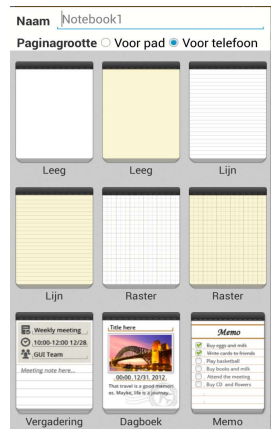 Naam Notebook1
Paginagrootte Voor pad Voor telefoon
Leeg Leeg Lijn
Lijn Raster Raster
Weekly meeting
10:00-12:00 12/28
GUI Team
Meeting note here...
Title here
00:00, 12/31, 2012
That travel is a good memori
es. Maybe, life is a journey...
Memo
Buy eggs and milk
Write cards to friends
Play basketball
Buy books and milk
Attend the meeting
Buy CD and flowers
Vergadering Dagboek Memo